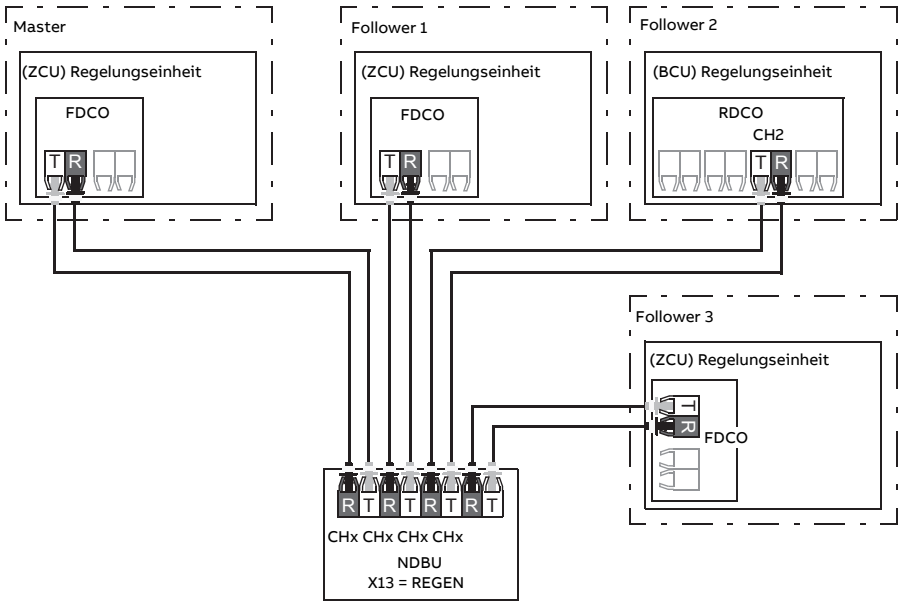 Master
(ZCU) Regelungseinheit
FDCO
T R
Follower 1
(ZCU) Regelungseinheit
FDCO
T R
Follower 2
(BCU) Regelungseinheit
RDCO
CH2
T R
Follower 3
(ZCU) Regelungseinheit
T
R
FDCO
R T R T R T R T
CHx CHx CHx CHx
NDBU
X13 = REGEN